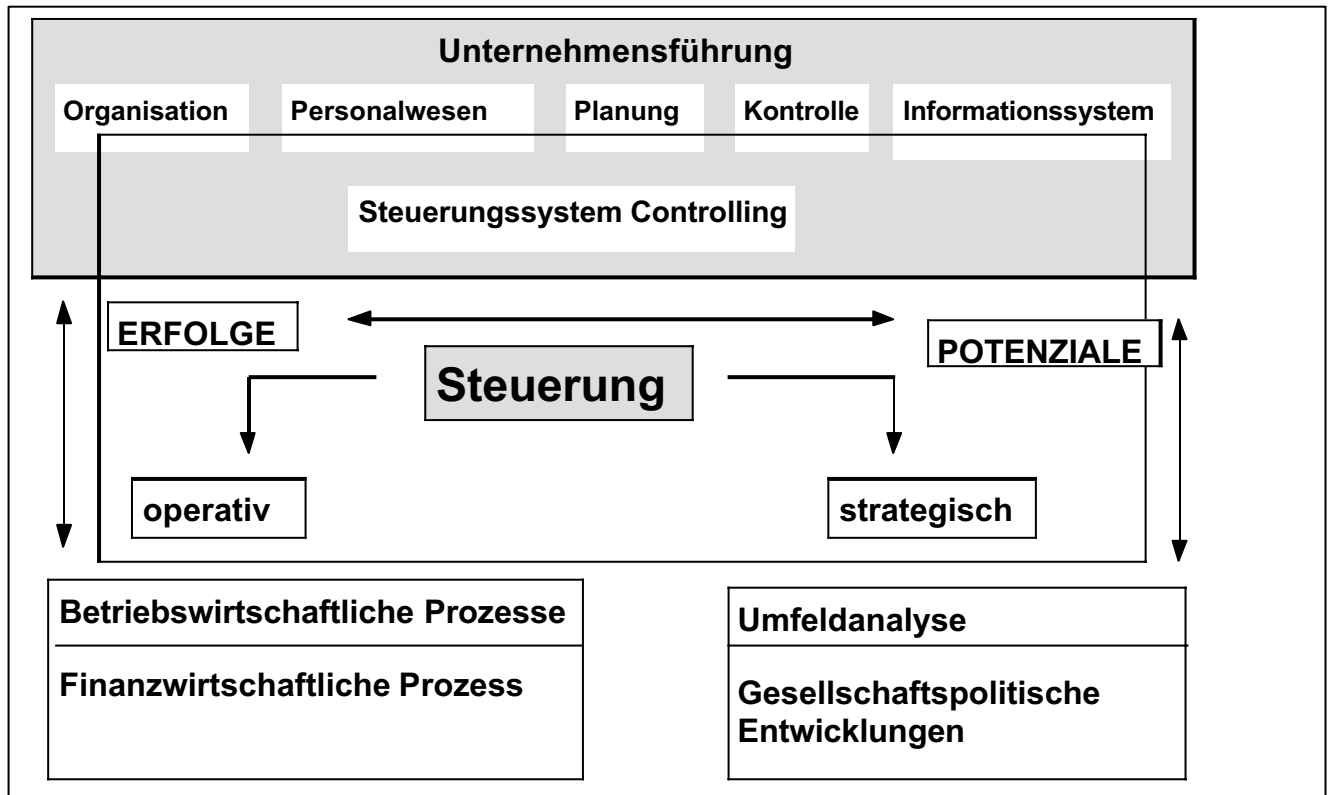 Unternehmensführung
Organisation Personalwesen Planung Kontrolle Informationssystem
Steuerungssystem Controlling
ERFOLGE
POTENZIALE
Steuerung
operativ
strategisch
Betriebswirtschaftliche Prozesse
Finanzwirtschaftliche Prozess
Umfeldanalyse
Gesellschaftspolitische
Entwicklungen